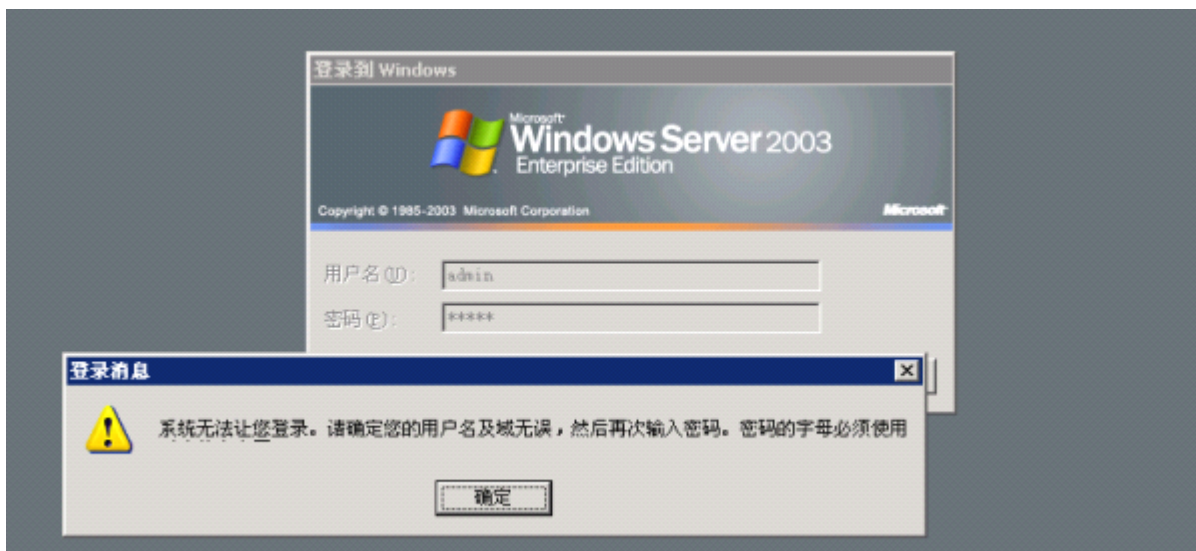 登录到 Windows
Microsoft
Windows Server 2003
Enterprise Edition
Copyright © 1985-2003 Microsoft Corporation
Microsoft
用户名(U):
admin
密码(P):
*****
登录消息
系统无法让您登录。请确定您的用户名及域无误，然后再次输入密码。密码的字母必须使用
确定